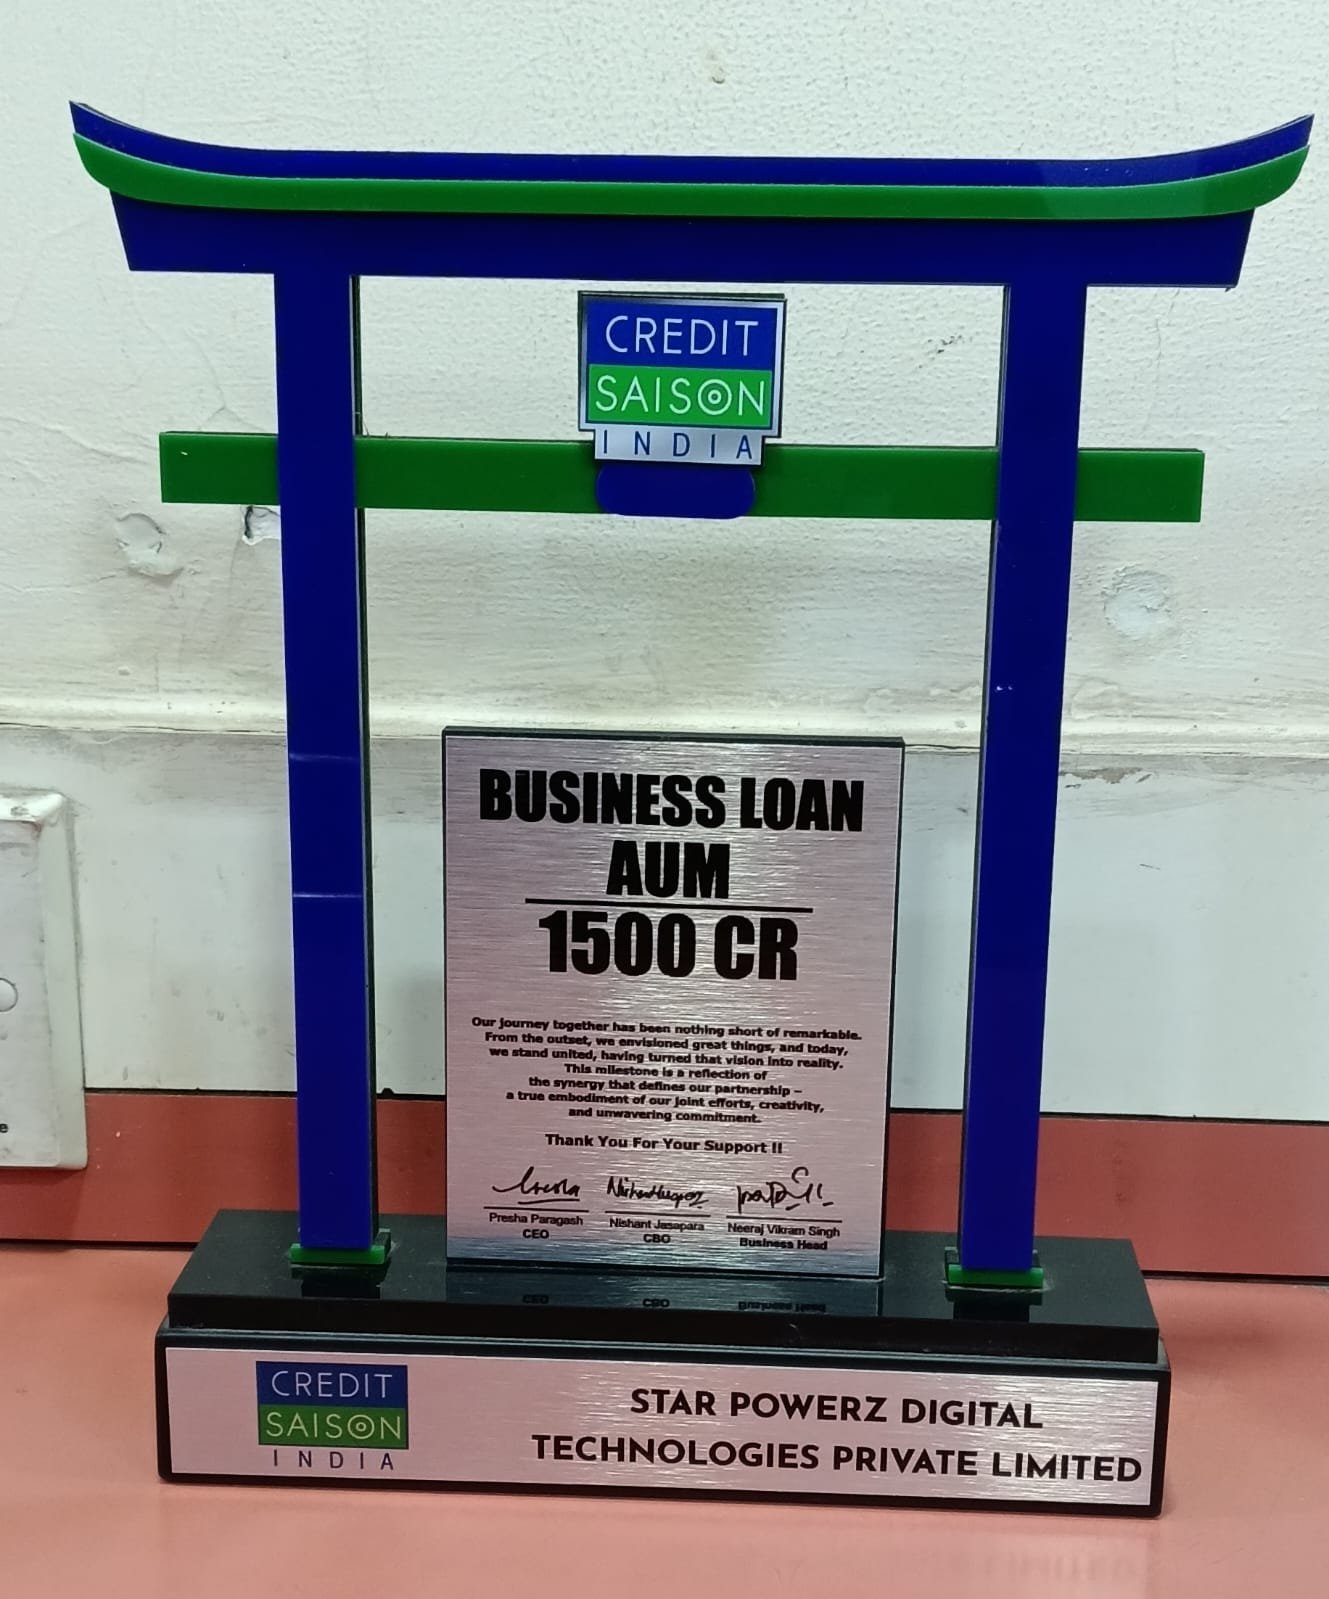 CREDIT
SAISON
INDIA
BUSINESS LOAN
AUM
1500 CR
Our journey together has been nothing short of remarkable.
From the outset, we envisioned great things, and today,
we stand united, having turned that vision into reality.
This milestone is a reflection of
the synergy that defines our partnership –
a true embodiment of our joint efforts, creativity,
and unwavering commitment.
Thank You For Your Support !!
Presha Paragash
CEO
Nishant Jasapara
CBO
Neeraj Vikram Singh
Business Head
CREDIT
SAISON
INDIA
STAR POWERZ DIGITAL
TECHNOLOGIES PRIVATE LIMITED